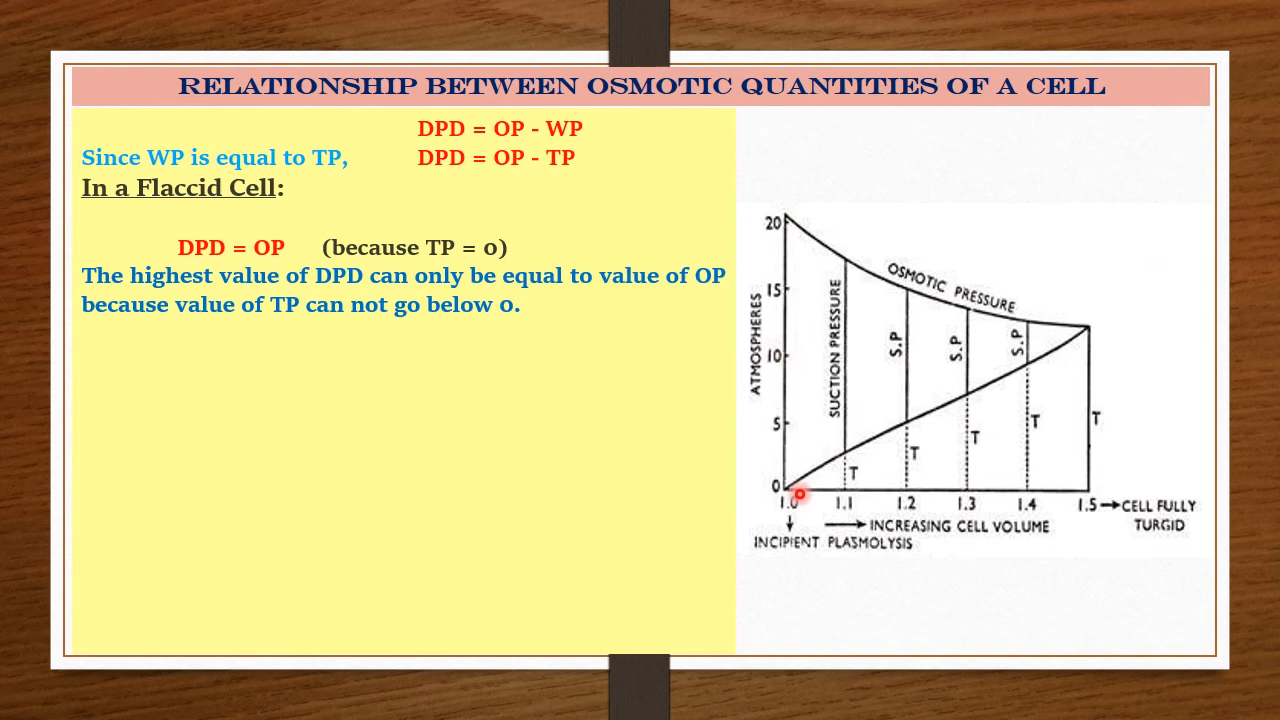 RELATIONSHIP BETWEEN OSMOTIC QUANTITIES OF A CELL
DPD = OP - WP
Since WP is equal to TP, DPD = OP - TP
In a Flaccid Cell:
DPD = OP (because TP = 0)
The highest value of DPD can only be equal to value of OP
because value of TP can not go below 0.
20
15
10
5
0
ATMOSPHERES
OSMOTIC PRESSURE
SUCTION PRESSURE
S.P
S.P
S.P
T
T
T
T
T
1.0 1.1 1.2 1.3 1.4 1.5 → CELL FULLY
TURGID
↓ → INCREASING CELL VOLUME
INCIPIENT PLASMOLYSIS